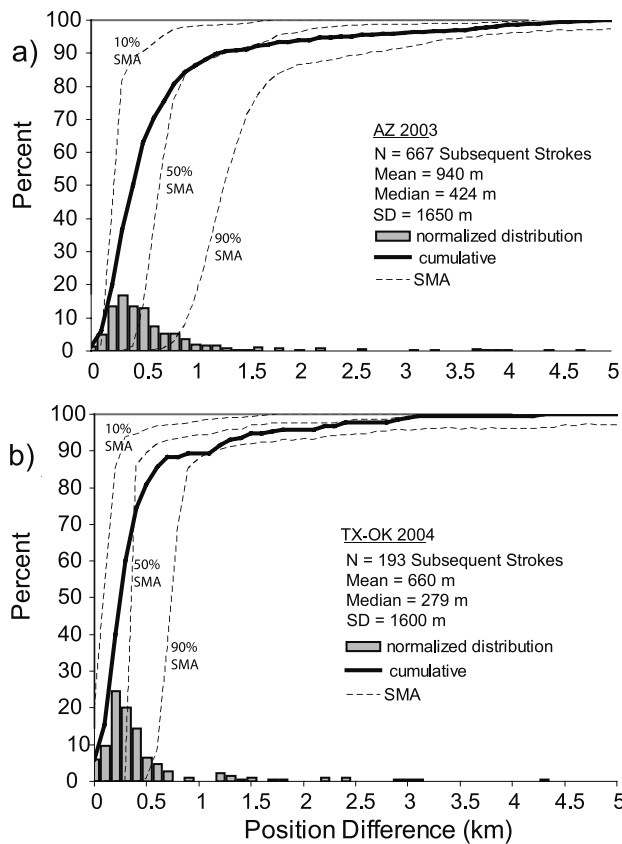 a)
Percent
100
90
80
70
60
50
40
30
20
10
0
10%
SMA
50%
SMA
90%
SMA
AZ 2003
N = 667 Subsequent Strokes
Mean = 940 m
Median = 424 m
SD = 1650 m
normalized distribution
cumulative
SMA
0 0.5 1 1.5 2 2.5 3 3.5 4 4.5 5
b)
Percent
100
90
80
70
60
50
40
30
20
10
0
10%
SMA
50%
SMA
90%
SMA
TX-OK 2004
N = 193 Subsequent Strokes
Mean = 660 m
Median = 279 m
SD = 1600 m
normalized distribution
cumulative
SMA
0 0.5 1 1.5 2 2.5 3 3.5 4 4.5 5
Position Difference (km)